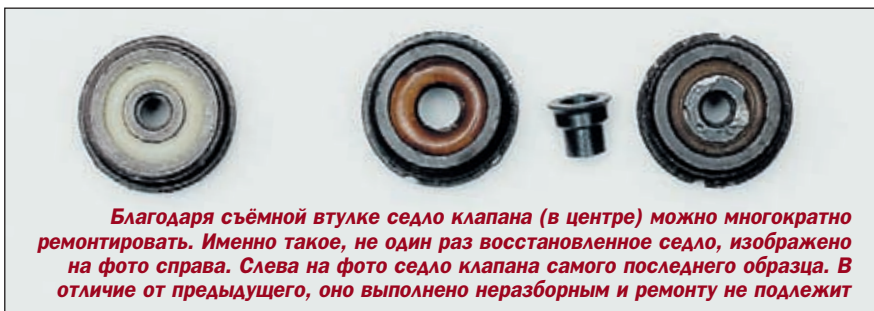 Благодаря съёмной втулке седло клапана (в центре) можно многократно
ремонтировать. Именно такое, не один раз восстановленное седло, изображено
на фото справа. Слева на фото седло клапана самого последнего образца. В
отличие от предыдущего, оно выполнено неразборным и ремонту не подлежит